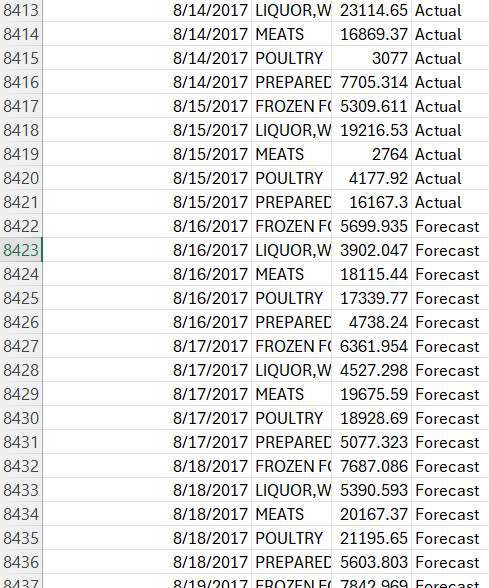 8413 8/14/2017 LIQUOR,W 23114.65 Actual
8414 8/14/2017 MEATS 16869.37 Actual
8415 8/14/2017 POULTRY 3077 Actual
8416 8/14/2017 PREPARED 7705.314 Actual
8417 8/15/2017 FROZEN FO 5309.611 Actual
8418 8/15/2017 LIQUOR,W 19216.53 Actual
8419 8/15/2017 MEATS 2764 Actual
8420 8/15/2017 POULTRY 4177.92 Actual
8421 8/15/2017 PREPARED 16167.3 Actual
8422 8/16/2017 FROZEN FO 5699.935 Forecast
8423 8/16/2017 LIQUOR,W 3902.047 Forecast
8424 8/16/2017 MEATS 18115.44 Forecast
8425 8/16/2017 POULTRY 17339.77 Forecast
8426 8/16/2017 PREPARED 4738.24 Forecast
8427 8/17/2017 FROZEN FO 6361.954 Forecast
8428 8/17/2017 LIQUOR,W 4527.298 Forecast
8429 8/17/2017 MEATS 19675.59 Forecast
8430 8/17/2017 POULTRY 18928.69 Forecast
8431 8/17/2017 PREPARED 5077.323 Forecast
8432 8/18/2017 FROZEN FO 7687.086 Forecast
8433 8/18/2017 LIQUOR,W 5390.593 Forecast
8434 8/18/2017 MEATS 20167.37 Forecast
8435 8/18/2017 POULTRY 21195.65 Forecast
8436 8/18/2017 PREPARED 5603.803 Forecast
8437 8/19/2017 FROZEN FO 7842.969 Forecast